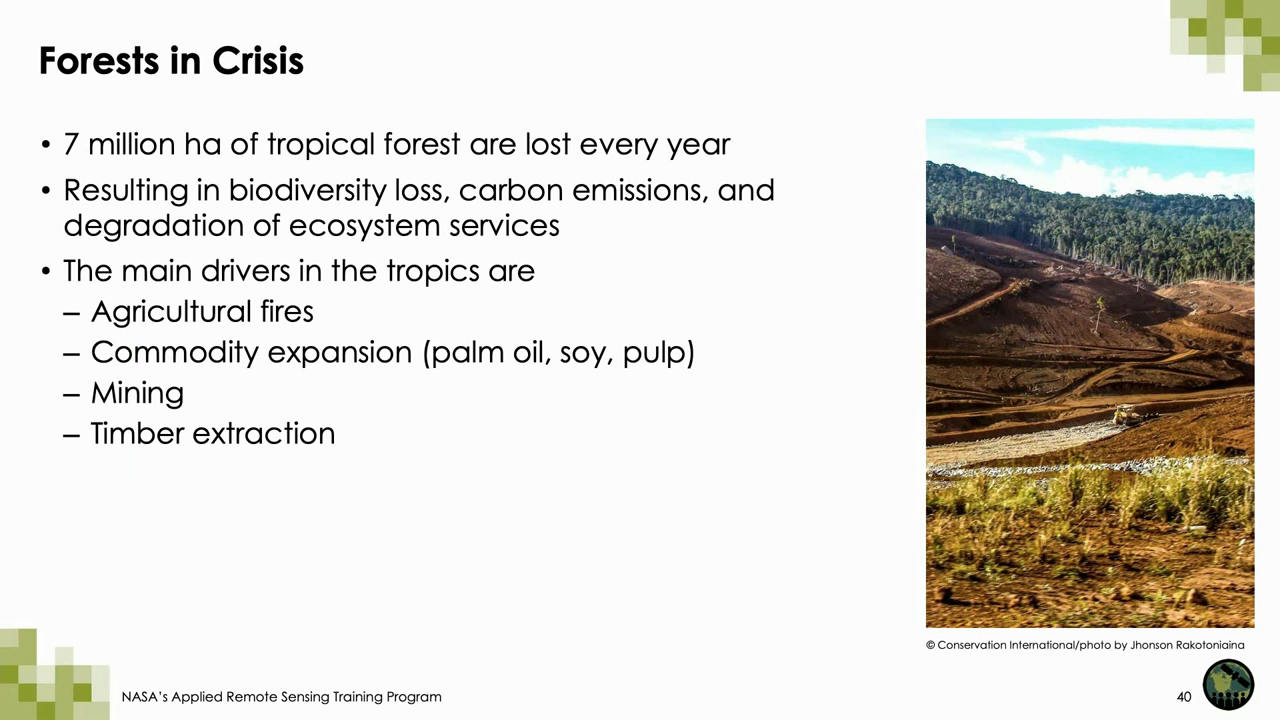 Forests in Crisis
• 7 million ha of tropical forest are lost every year
• Resulting in biodiversity loss, carbon emissions, and
degradation of ecosystem services
• The main drivers in the tropics are
– Agricultural fires
– Commodity expansion (palm oil, soy, pulp)
– Mining
– Timber extraction
© Conservation International/photo by Jhonson Rakotoniaina
NASA's Applied Remote Sensing Training Program
40